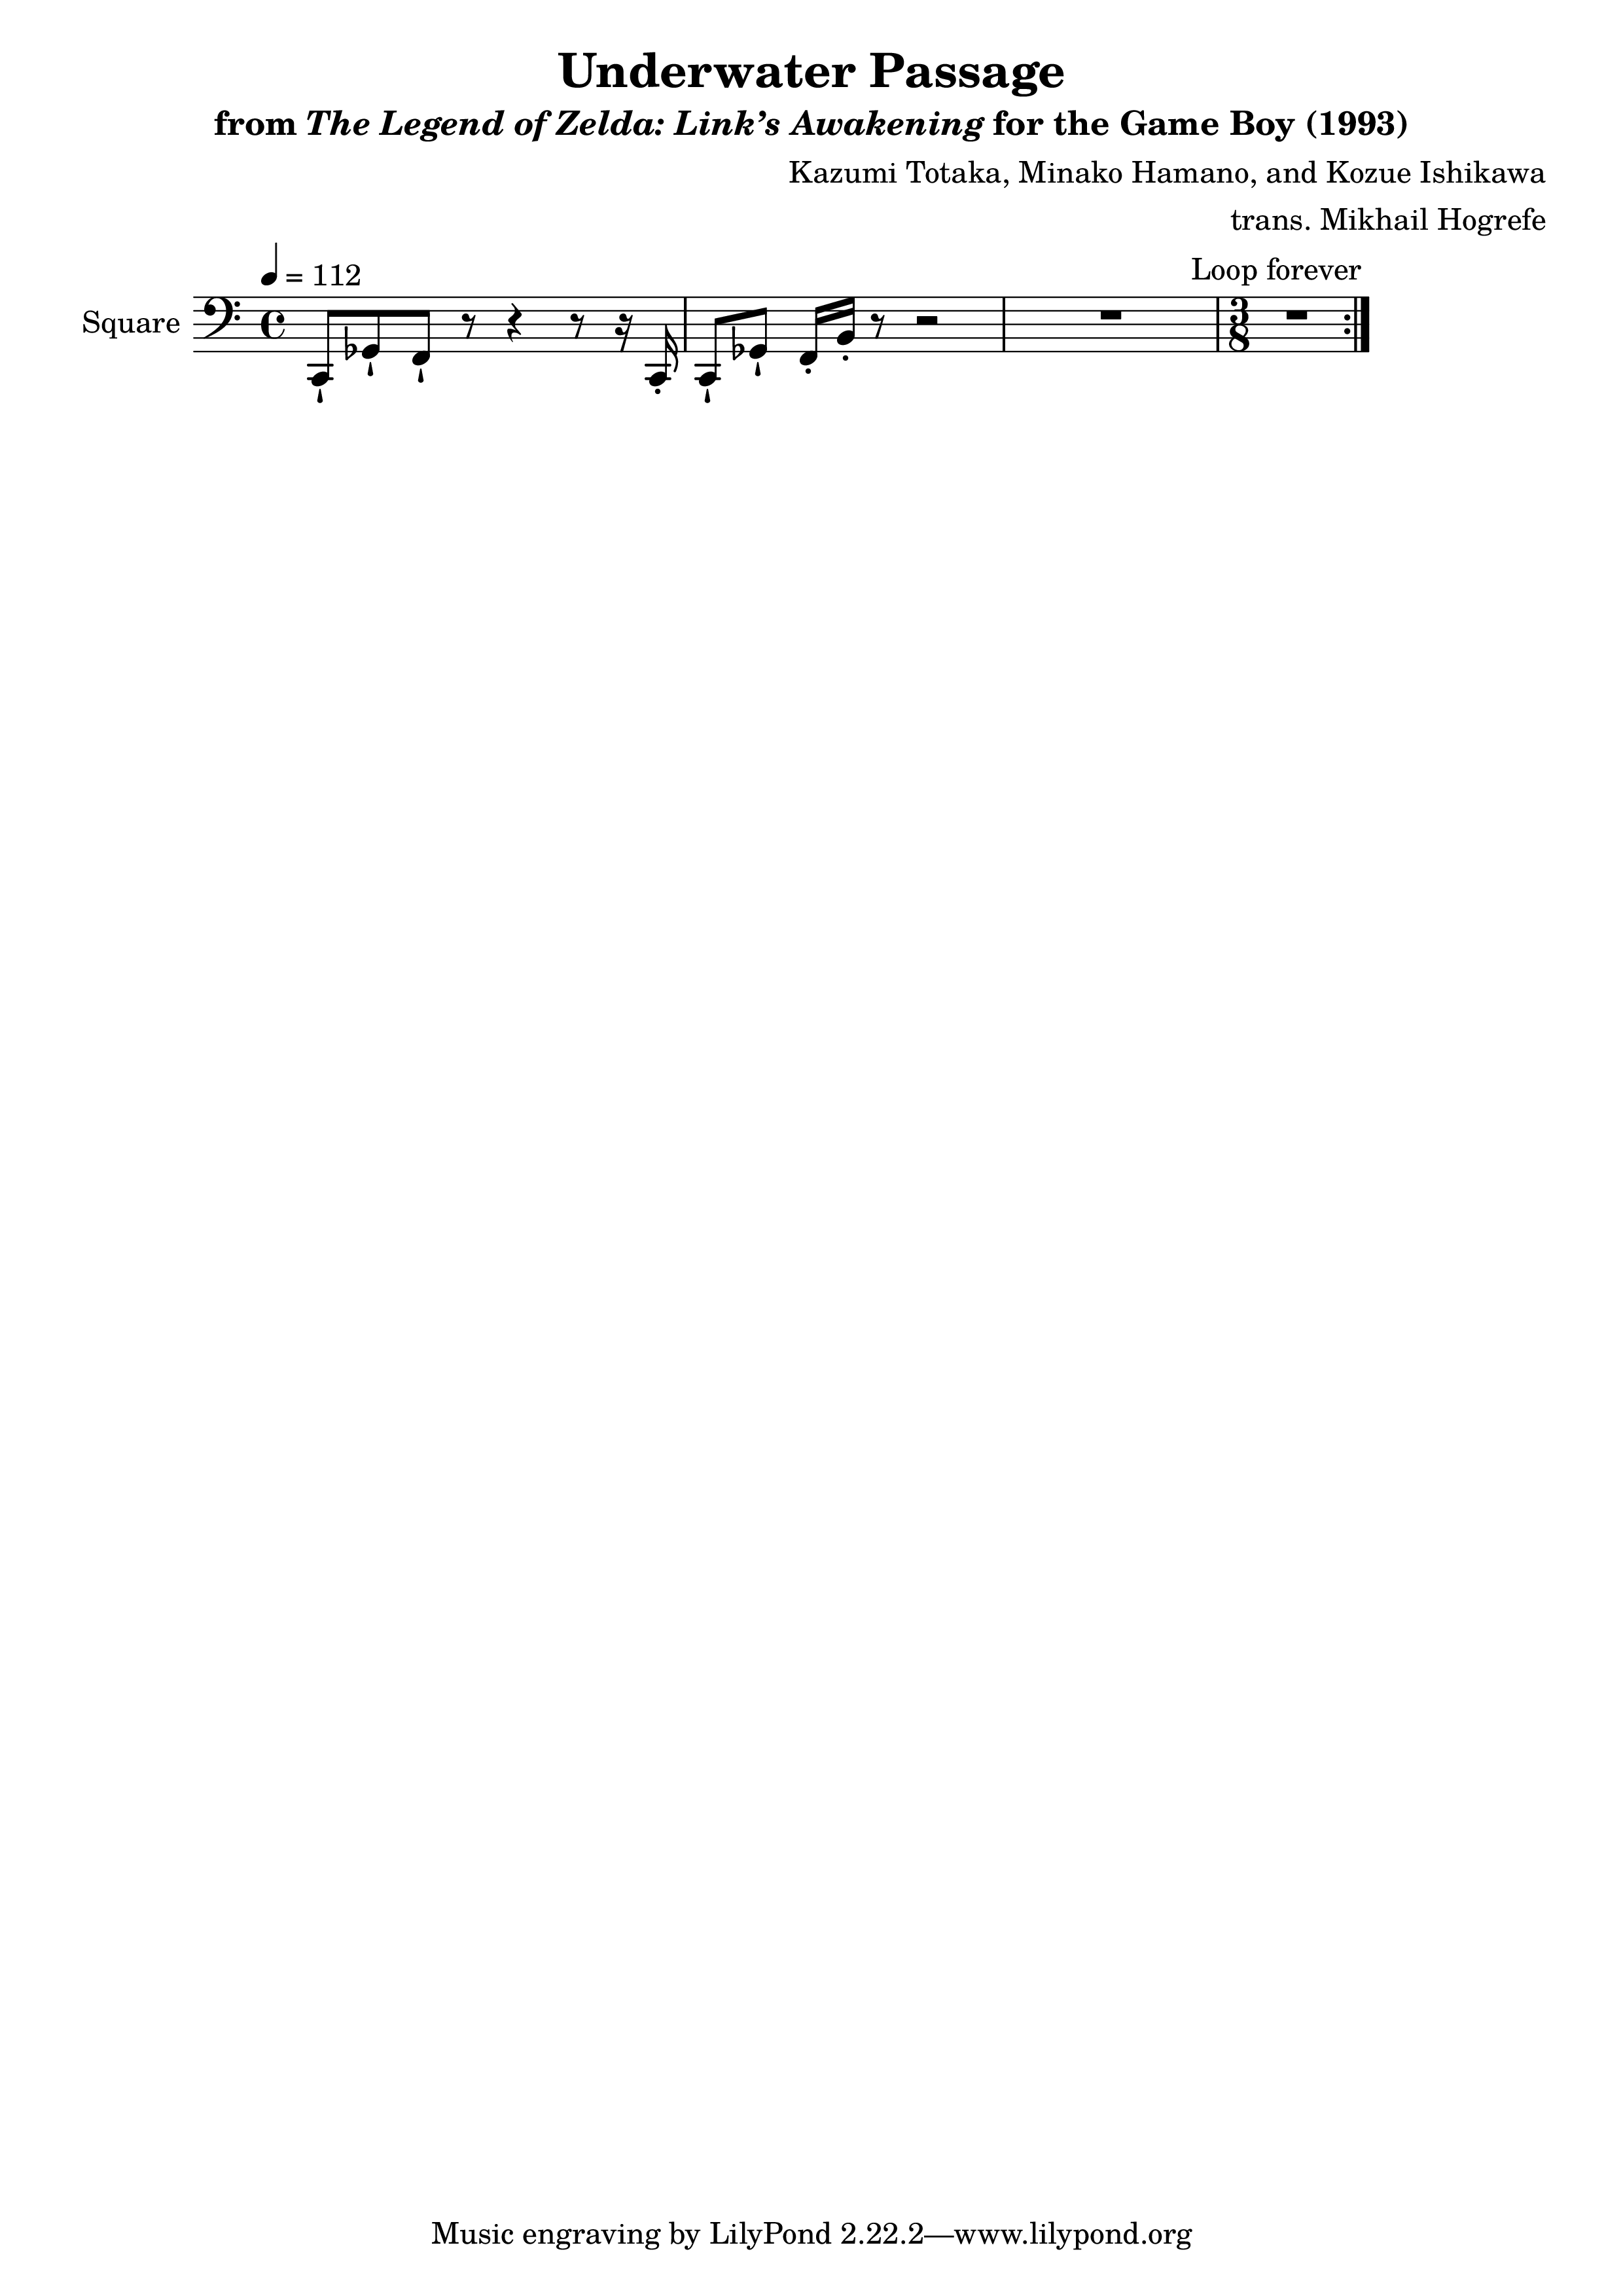 Underwater Passage
from The Legend of Zelda: Link’s Awakening for the Game Boy (1993)
Kazumi Totaka, Minako Hamano, and Kozue Ishikawa
trans. Mikhail Hogrefe
Loop forever
= 112
Square
3
8
Music engraving by LilyPond 2.22.2—www.lilypond.org